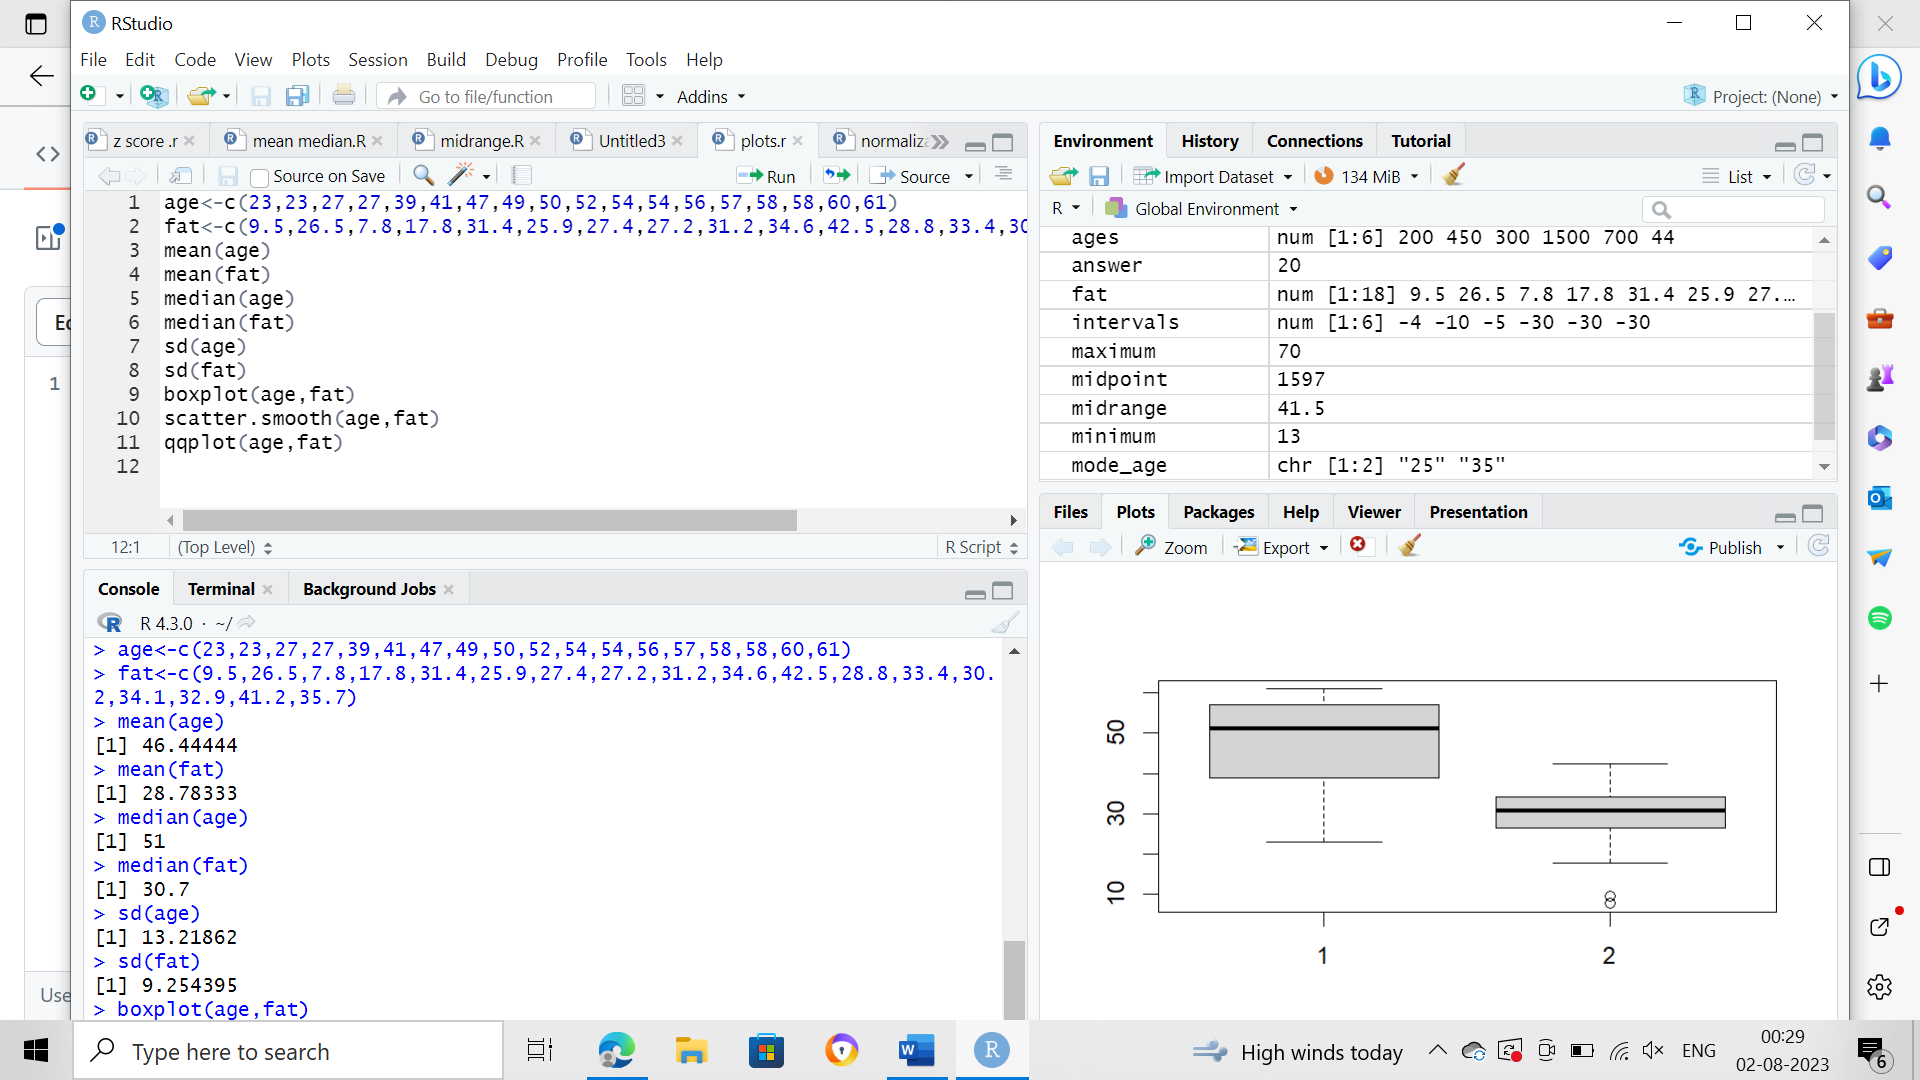 RStudio
File Edit Code View Plots Session Build Debug Profile Tools Help
Go to file/function Addins Project: (None)
z score .r mean median.R midrange.R Untitled3 plots.r normaliz
Source on Save Run Source
1 age<-c(23,23,27,27,39,41,47,49,50,52,54,54,56,57,58,58,60,61)
2 fat<-c(9.5,26.5,7.8,17.8,31.4,25.9,27.4,27.2,31.2,34.6,42.5,28.8,33.4,30
3 mean(age)
4 mean(fat)
5 median(age)
6 median(fat)
7 sd(age)
8 sd(fat)
9 boxplot(age,fat)
10 scatter.smooth(age,fat)
11 qqplot(age,fat)
12
12:1 (Top Level) R Script
Console Terminal Background Jobs
R 4.3.0 · ~/
> age<-c(23,23,27,27,39,41,47,49,50,52,54,54,56,57,58,58,60,61)
> fat<-c(9.5,26.5,7.8,17.8,31.4,25.9,27.4,27.2,31.2,34.6,42.5,28.8,33.4,30.
2,34.1,32.9,41.2,35.7)
> mean(age)
[1] 46.44444
> mean(fat)
[1] 28.78333
> median(age)
[1] 51
> median(fat)
[1] 30.7
> sd(age)
[1] 13.21862
> sd(fat)
[1] 9.254395
> boxplot(age,fat)
Environment History Connections Tutorial
Import Dataset 134 MiB List
R Global Environment
ages num [1:6] 200 450 300 1500 700 44
answer 20
fat num [1:18] 9.5 26.5 7.8 17.8 31.4 25.9 27.…
intervals num [1:6] -4 -10 -5 -30 -30 -30
maximum 70
midpoint 1597
midrange 41.5
minimum 13
mode_age chr [1:2] "25" "35"
Files Plots Packages Help Viewer Presentation
Zoom Export Publish
50
30
10
1 2
1
Use
Type here to search
High winds today ENG 00:29
02-08-2023
6